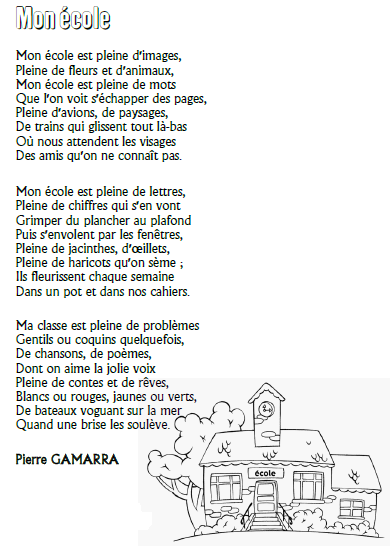 Mon école
Mon école est pleine d'images,
Pleine de fleurs et d'animaux,
Mon école est pleine de mots
Que l'on voit s'échapper des pages,
Pleine d'avions, de paysages,
De trains qui glissent tout là-bas
Où nous attendent les visages
Des amis qu'on ne connaît pas.
Mon école est pleine de lettres,
Pleine de chiffres qui s'en vont
Grimper du plancher au plafond
Puis s'envolent par les fenêtres,
Pleine de jacinthes, d'œillets,
Pleine de haricots qu'on sème ;
Ils fleurissent chaque semaine
Dans un pot et dans nos cahiers.
Ma classe est pleine de problèmes
Gentils ou coquins quelquefois,
De chansons, de poèmes,
Dont on aime la jolie voix
Pleine de contes et de rêves,
Blancs ou rouges, jaunes ou verts,
De bateaux voguant sur la mer
Quand une brise les soulève.
Pierre GAMARRA
école